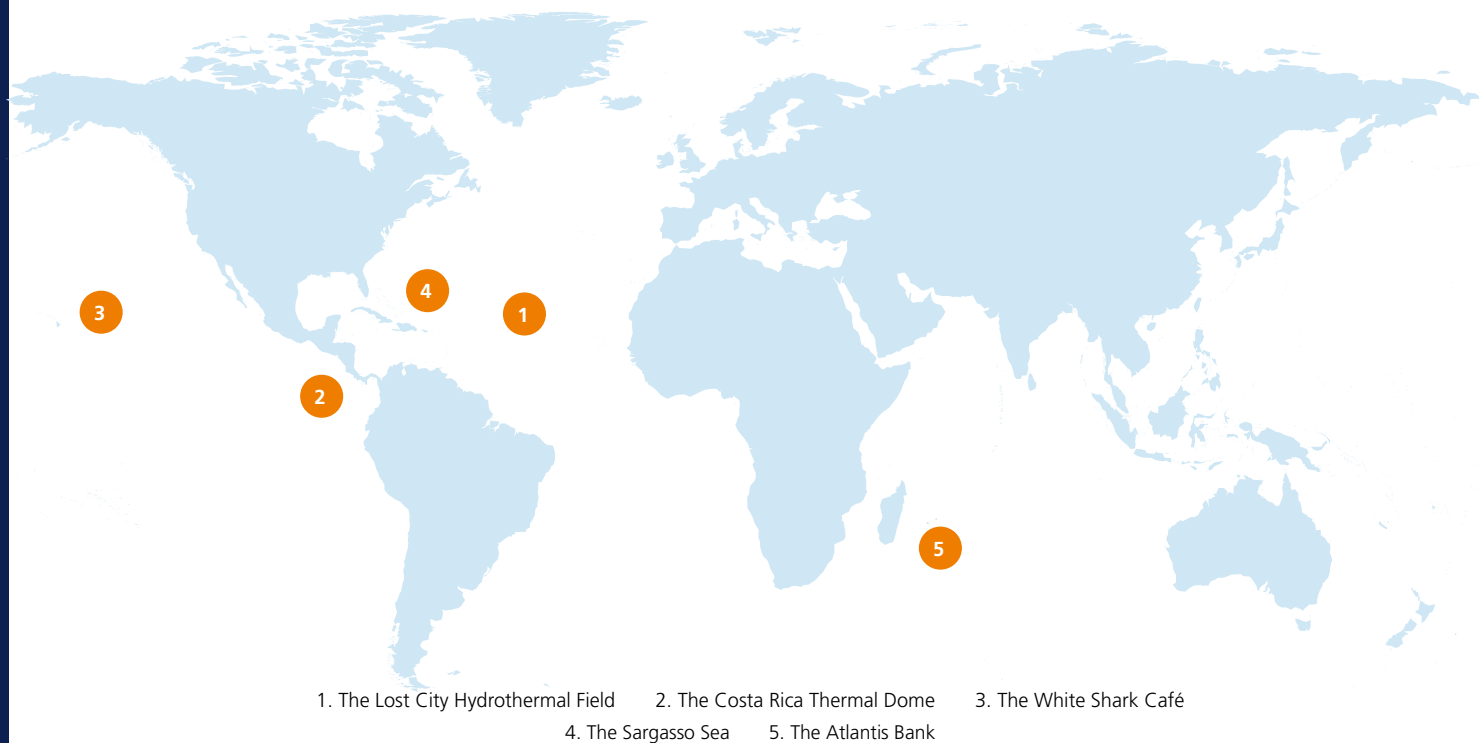 4
3
1
2
5
1. The Lost City Hydrothermal Field 2. The Costa Rica Thermal Dome 3. The White Shark Café
4. The Sargasso Sea 5. The Atlantis Bank